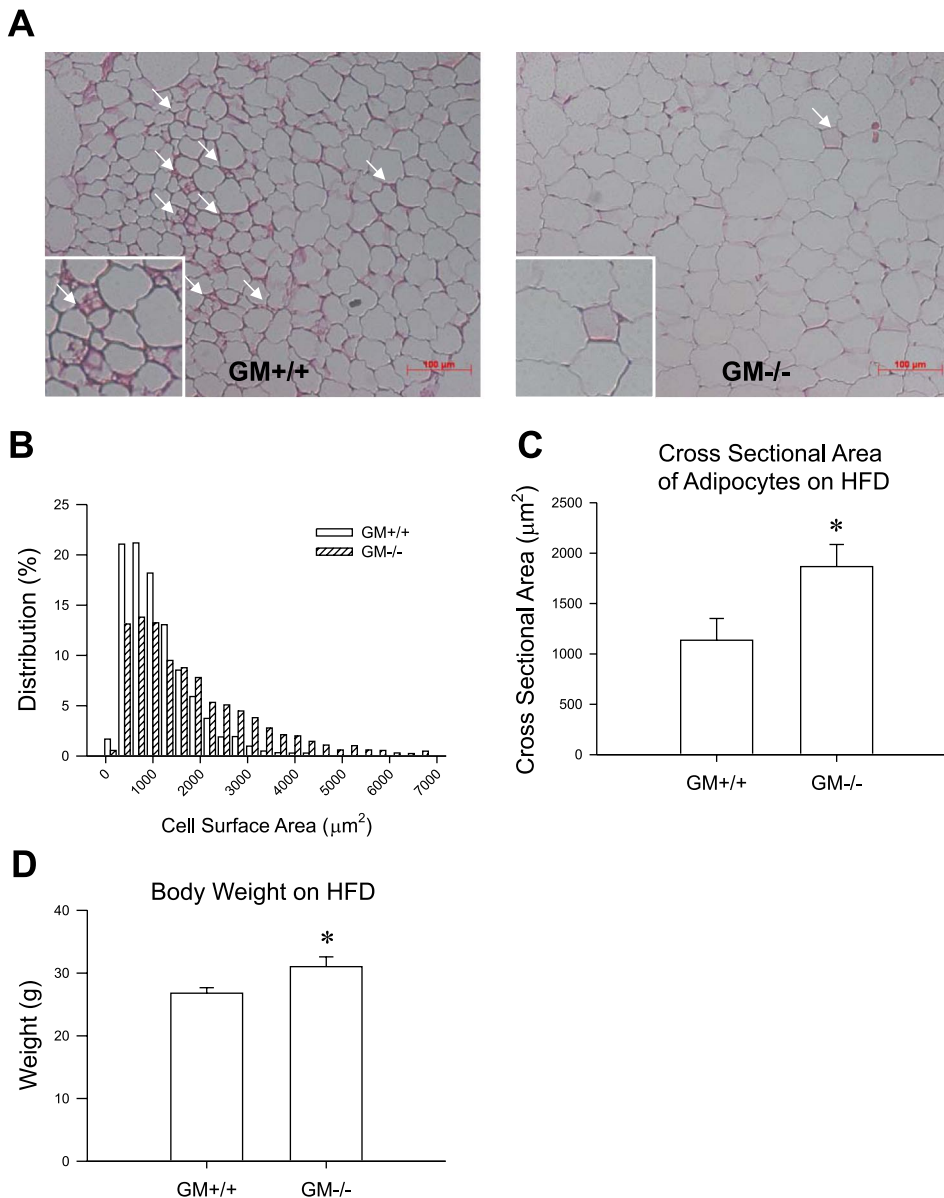 A
GM+/+
100 μm
GM-/-
100 μm
B
25
20
15
10
5
0
Distribution (%)
GM+/+
GM-/-
0
1000
2000
3000
4000
5000
6000
7000
Cell Surface Area (μm²)
C
Cross Sectional Area
of Adipocytes on HFD
2500
2000
1500
1000
500
0
Cross Sectional Area (μm²)
*
GM+/+
GM-/-
D
Body Weight on HFD
40
30
20
10
0
Weight (g)
*
GM+/+
GM-/-